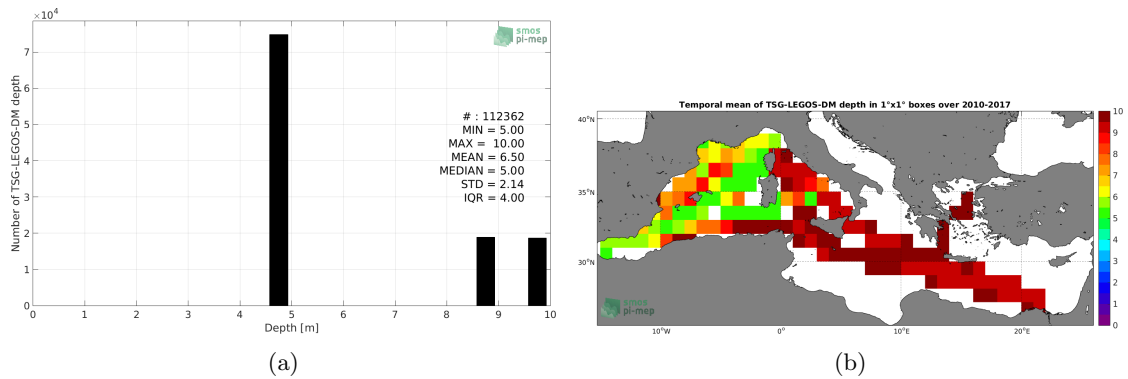 ×10⁴
smos
pi-mep
7
6
5
4
3
2
1
0
Number of TSG-LEGOS-DM depth
# : 112362
MIN = 5.00
MAX = 10.00
MEAN = 6.50
MEDIAN = 5.00
STD = 2.14
IQR = 4.00
0 1 2 3 4 5 6 7 8 9 10
Depth [m]
(a)
Temporal mean of TSG-LEGOS-DM depth in 1°x1° boxes over 2010-2017
40°N
35°N
30°N
smos
pi-mep
10°W 0° 10°E 20°E
10
9
8
7
6
5
4
3
2
1
0
(b)